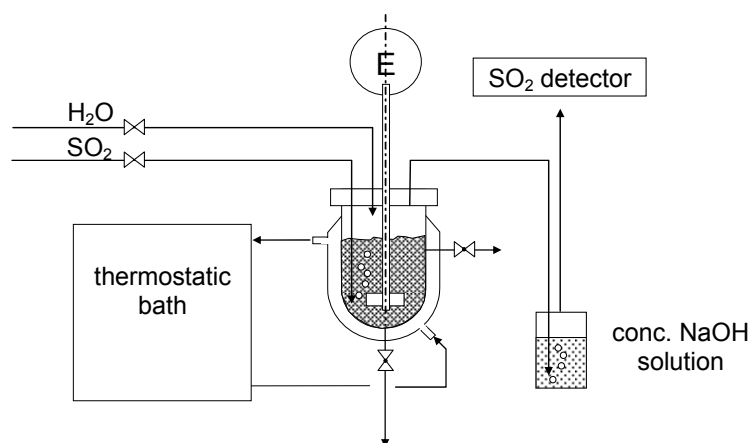 E
SO₂ detector
H₂O
SO₂
thermostatic
bath
conc. NaOH
solution